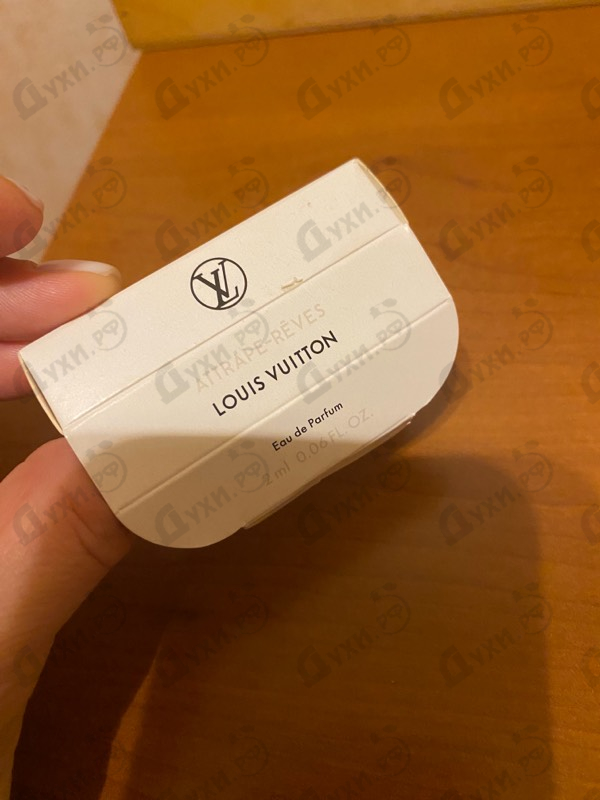 LV
ATTRAPE-RÊVES
LOUIS VUITTON
Eau de Parfum
2 ml 0.06 FL. OZ.
Духи.рф